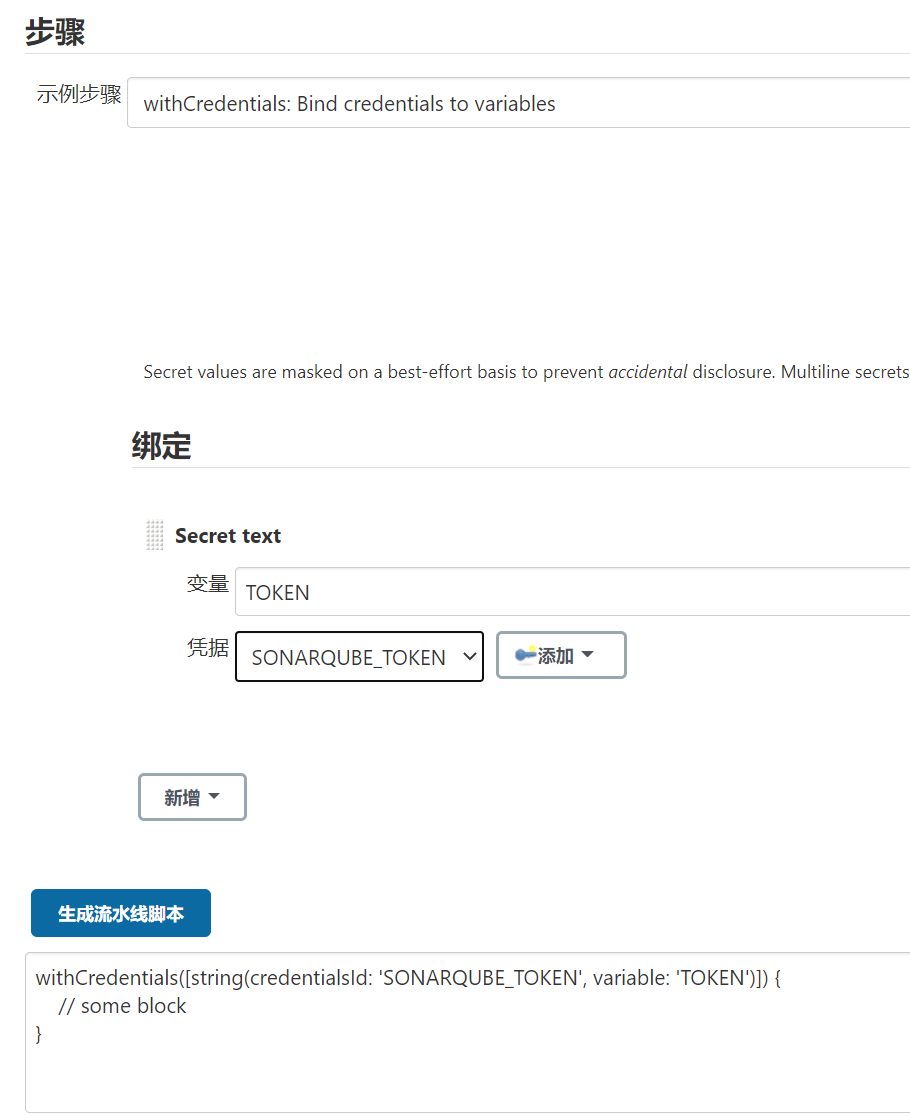 步骤
示例步骤 withCredentials: Bind credentials to variables
Secret values are masked on a best-effort basis to prevent accidental disclosure. Multiline secrets
绑定
Secret text
变量 TOKEN
凭据 SONARQUBE_TOKEN 添加
新增
生成流水线脚本
withCredentials([string(credentialsId: 'SONARQUBE_TOKEN', variable: 'TOKEN')]) {
// some block
}